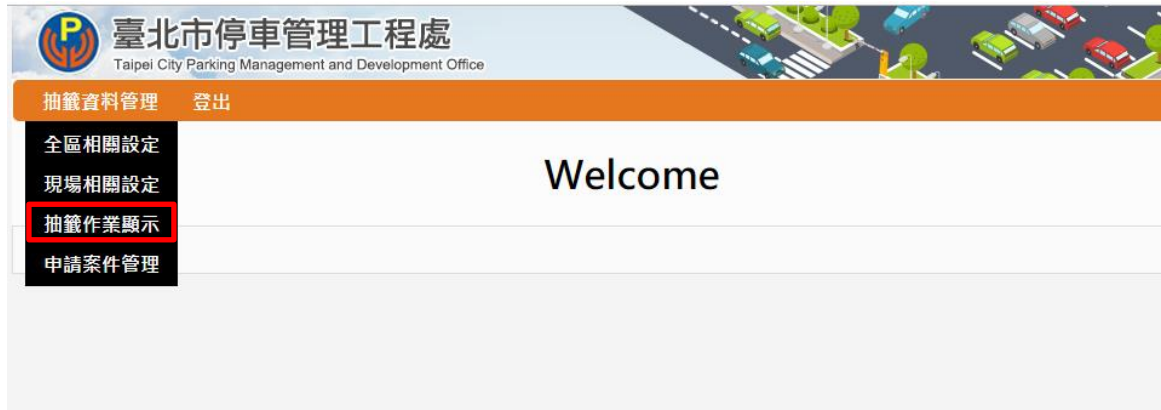 臺北市停車管理工程處
Taipei City Parking Management and Development Office
抽籤資料管理 登出
全區相關設定
現場相關設定
抽籤作業顯示
申請案件管理
Welcome